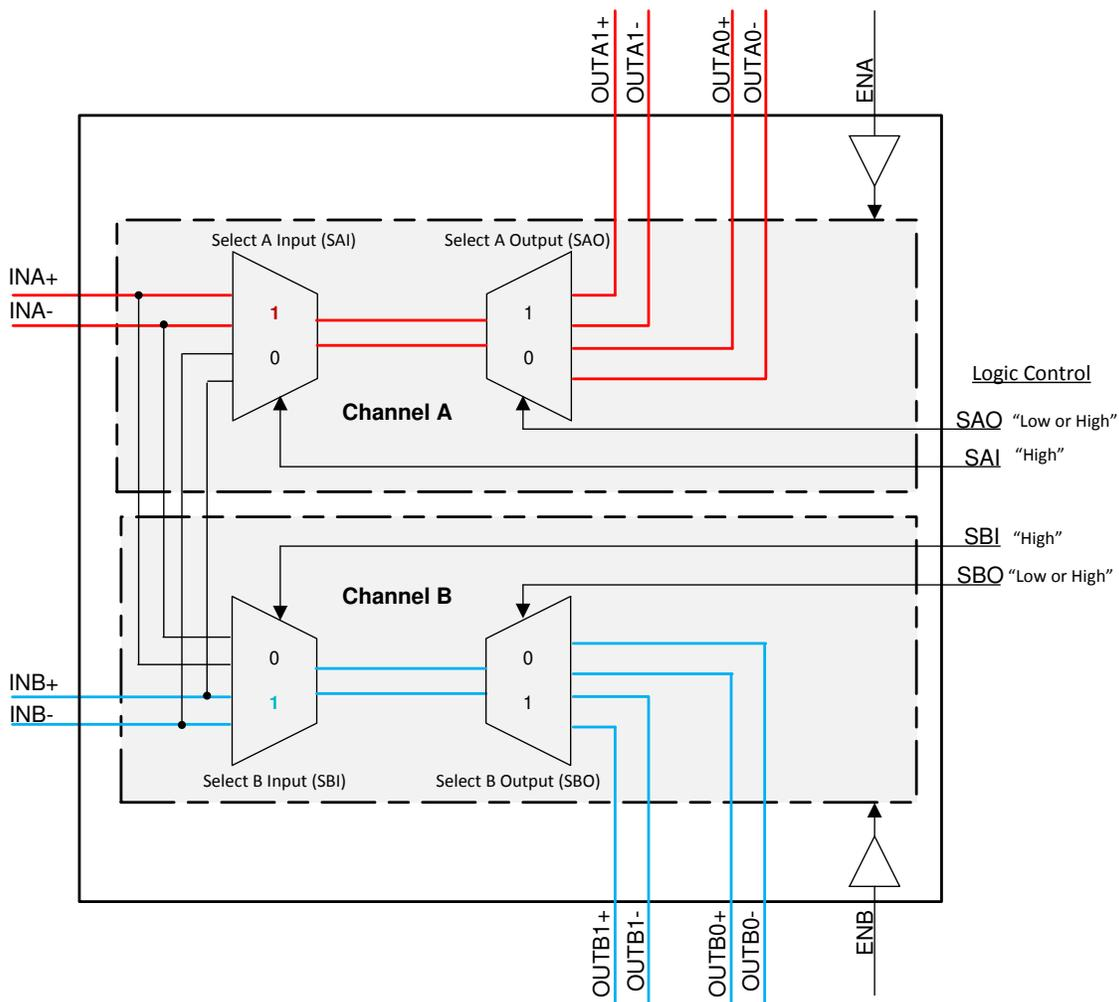 OUTA1+
OUTA1-
OUTA0+
OUTA0-
ENA
Select A Input (SAI)
Select A Output (SAO)
INA+
INA-
1
0
1
0
Channel A
Logic Control
SAO “Low or High”
SAI “High”
SBI “High”
SBO “Low or High”
Channel B
0
1
0
1
INB+
INB-
Select B Input (SBI)
Select B Output (SBO)
OUTB1+
OUTB1-
OUTB0+
OUTB0-
ENB